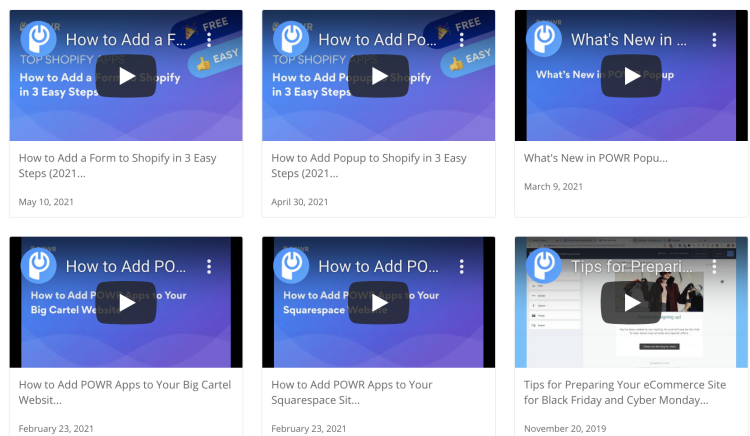 How to Add a F...
FREE
EASY
TOP SHOPIFY APPS
How to Add a Form to Shopify
in 3 Easy Steps
How to Add a Form to Shopify in 3 Easy
Steps (2021...
May 10, 2021
How to Add Po...
FREE
EASY
TOP SHOPIFY APPS
How to Add Popup to Shopify
in 3 Easy Steps
How to Add Popup to Shopify in 3 Easy
Steps (2021...
April 30, 2021
What's New in ...
What's New in POWR Popup
What's New in POWR Popu...
March 9, 2021
How to Add PO...
How to Add POWR Apps to Your
Big Cartel Website
How to Add POWR Apps to Your Big Cartel
Websit...
February 23, 2021
How to Add PO...
How to Add POWR Apps to Your
Squarespace Website
How to Add POWR Apps to Your
Squarespace Sit...
February 23, 2021
Tips for Prepari...
Tips for Preparing Your eCommerce Site
for Black Friday and Cyber Monday...
November 20, 2019